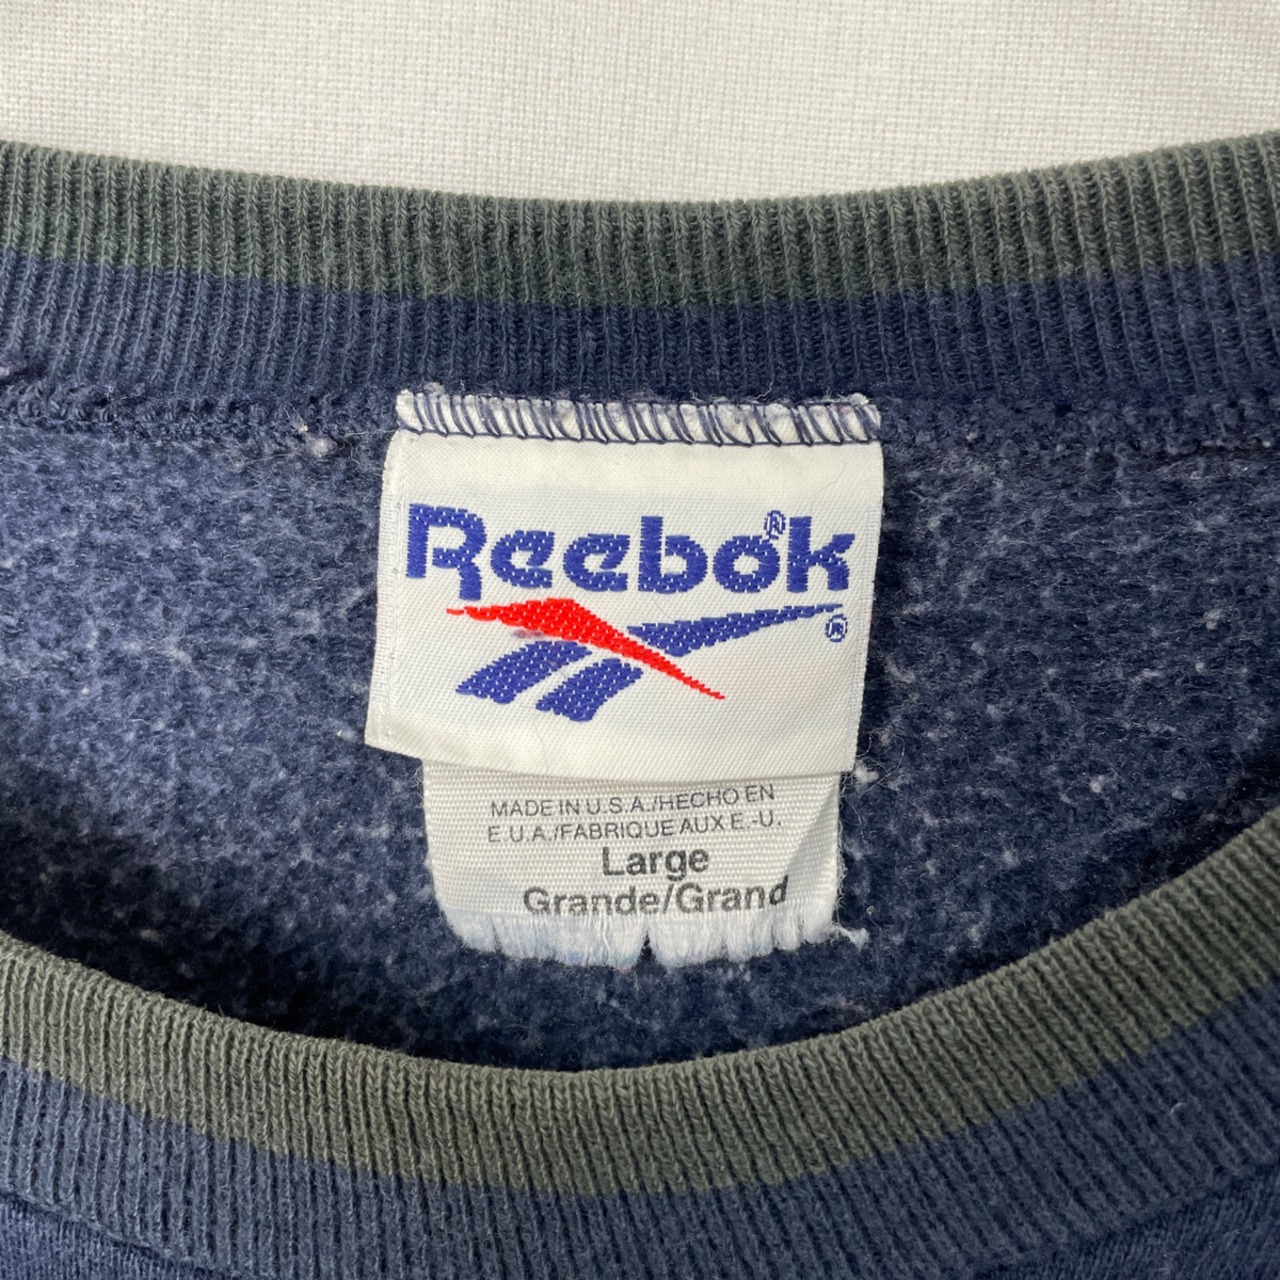 Reebok®
®
MADE IN U.S.A./HECHO EN
E U.A./FABRIQUE AUX E.-U.
Large
Grande/Grand